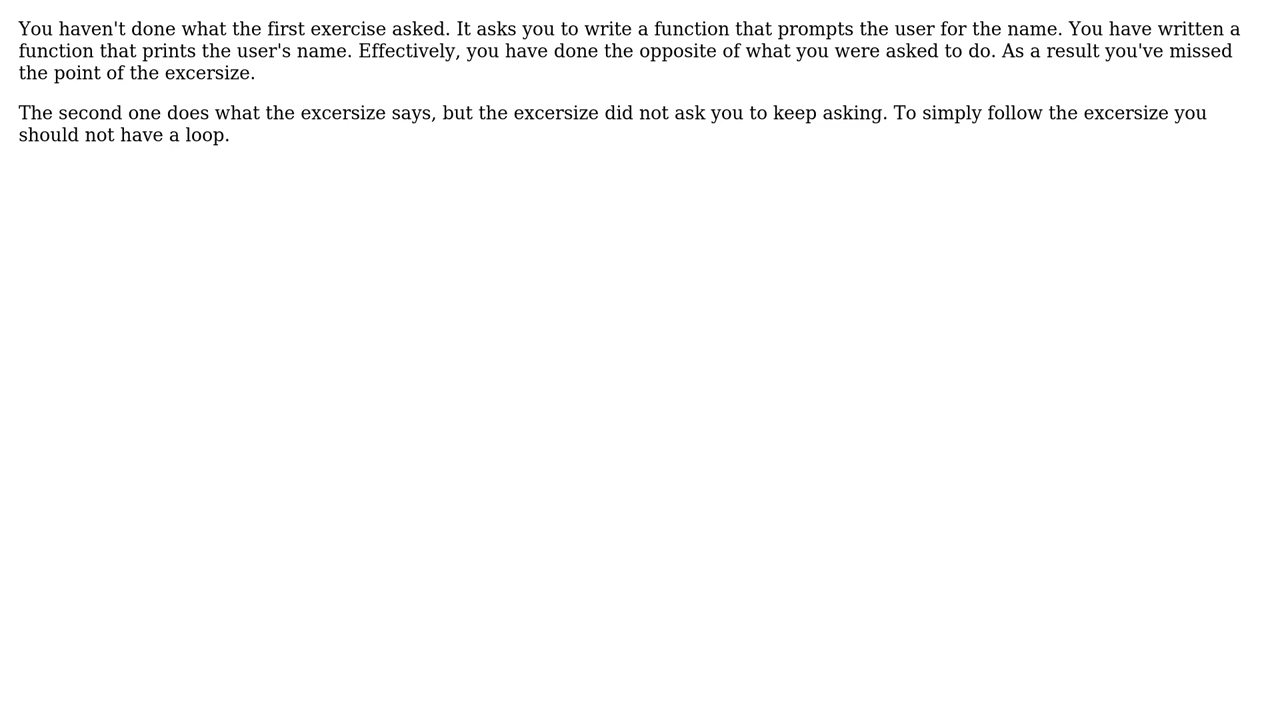 You haven't done what the first exercise asked. It asks you to write a function that prompts the user for the name. You have written a
function that prints the user's name. Effectively, you have done the opposite of what you were asked to do. As a result you've missed
the point of the excersize.
The second one does what the excersize says, but the excersize did not ask you to keep asking. To simply follow the excersize you
should not have a loop.